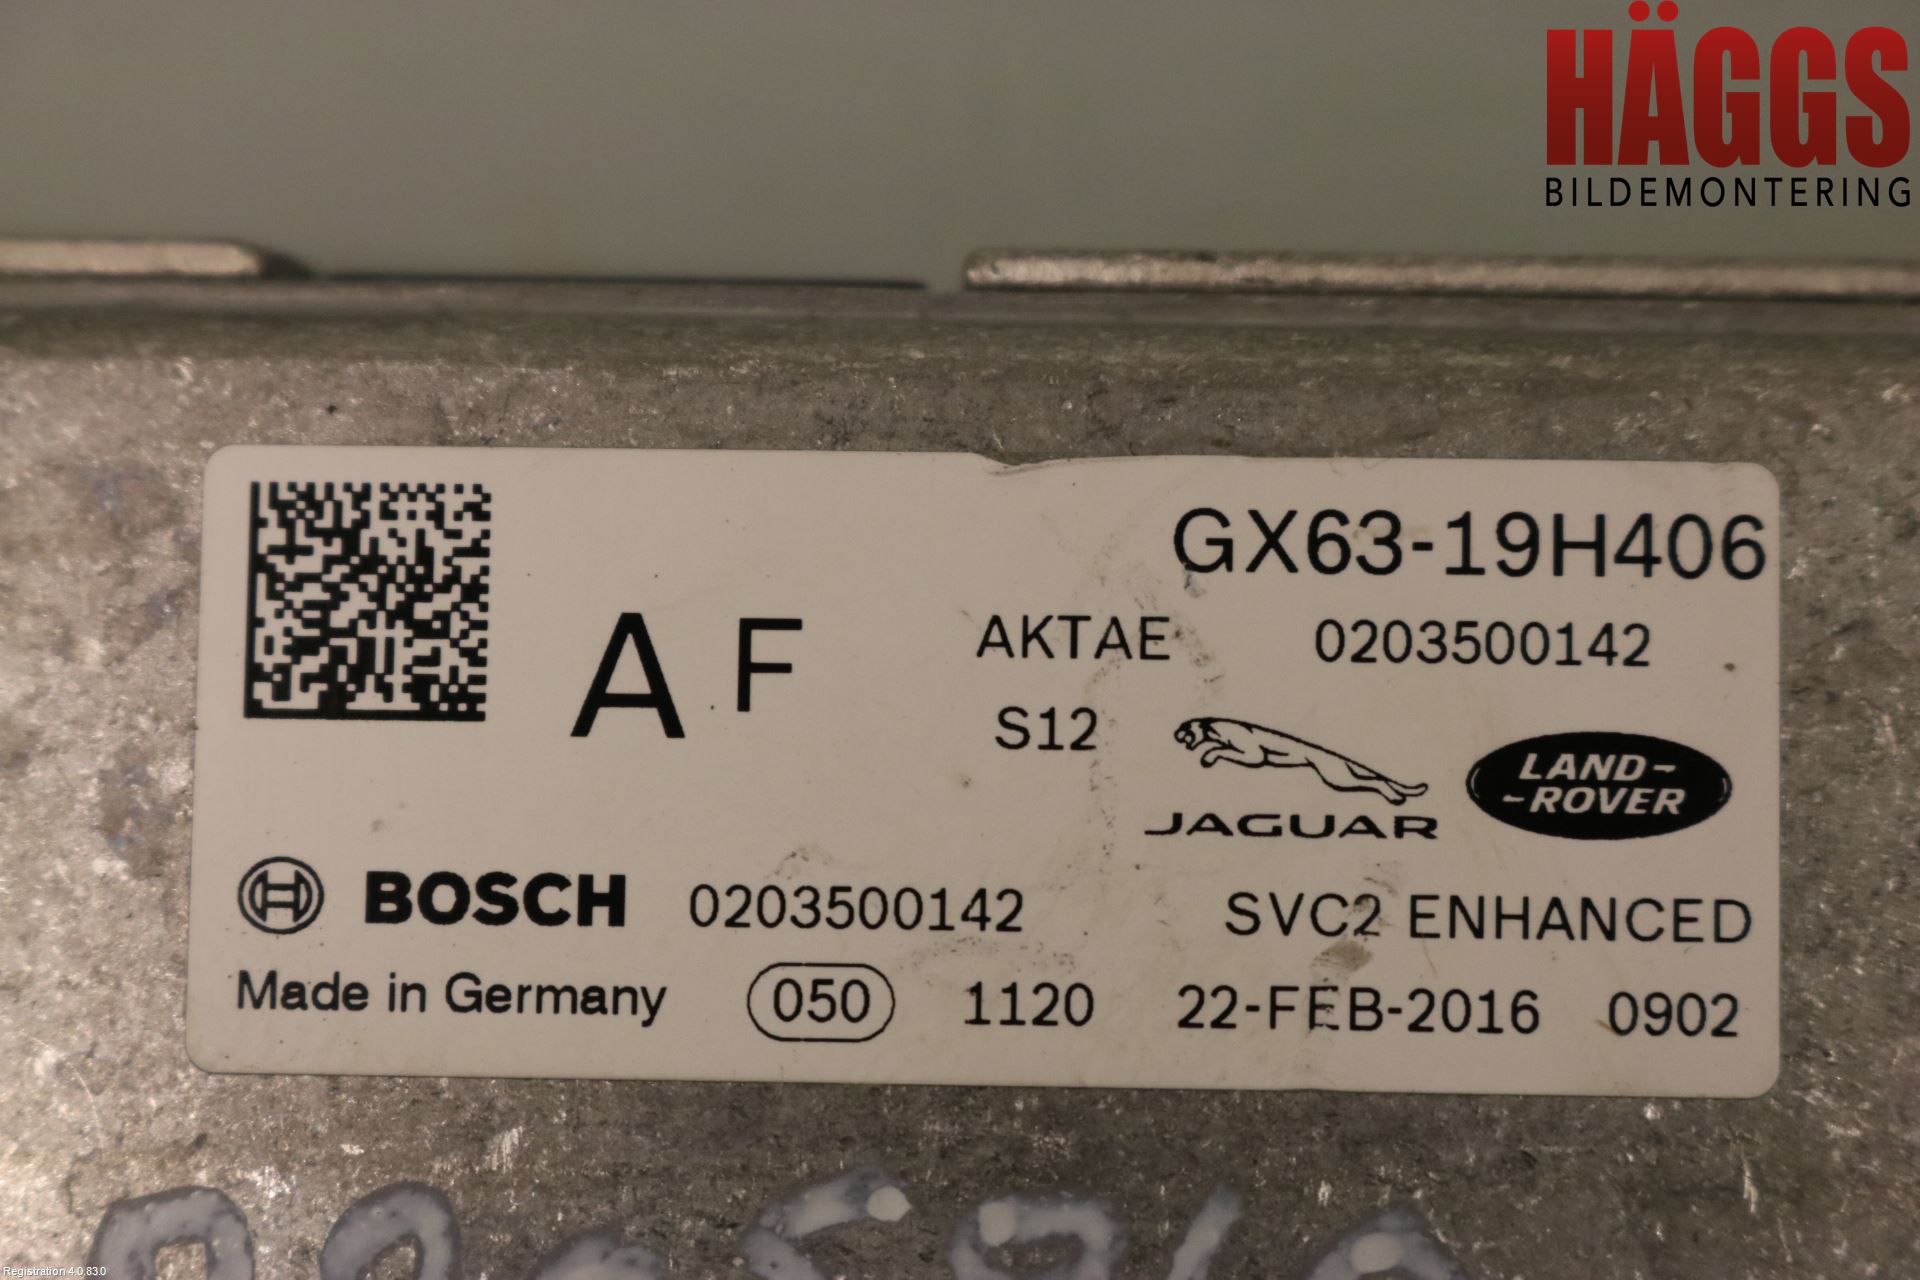 HÄGGS
BILDEMONTERING
GX63-19H406
A F
AKTAE 0203500142
S12
JAGUAR
LAND-
-ROVER
BOSCH 0203500142 SVC2 ENHANCED
Made in Germany 050 1120 22-FEB-2016 0902
Registration 4.0.83.0